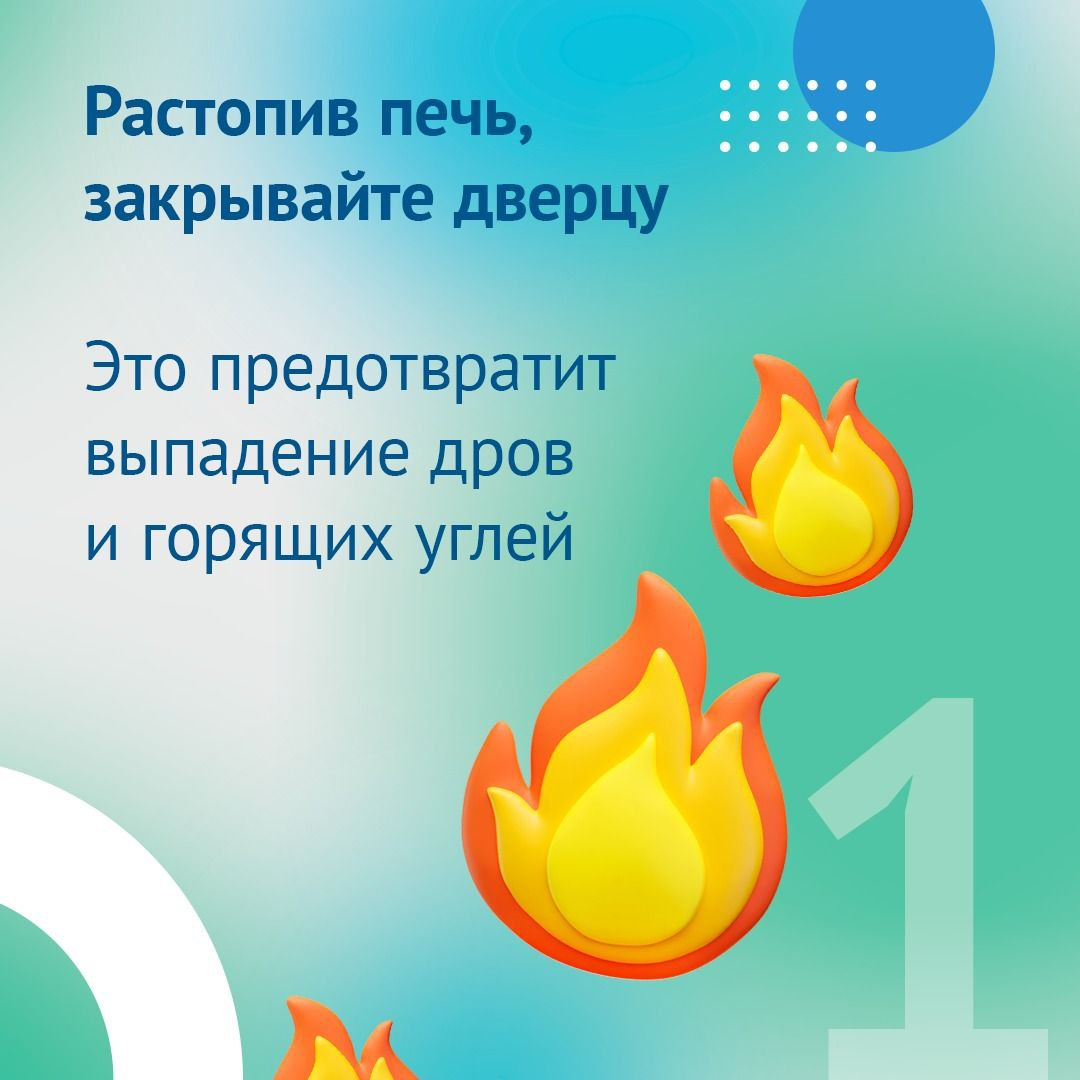 Растопив печь,
закрывайте дверцу
Это предотвратит
выпадение дров
и горящих углей
1